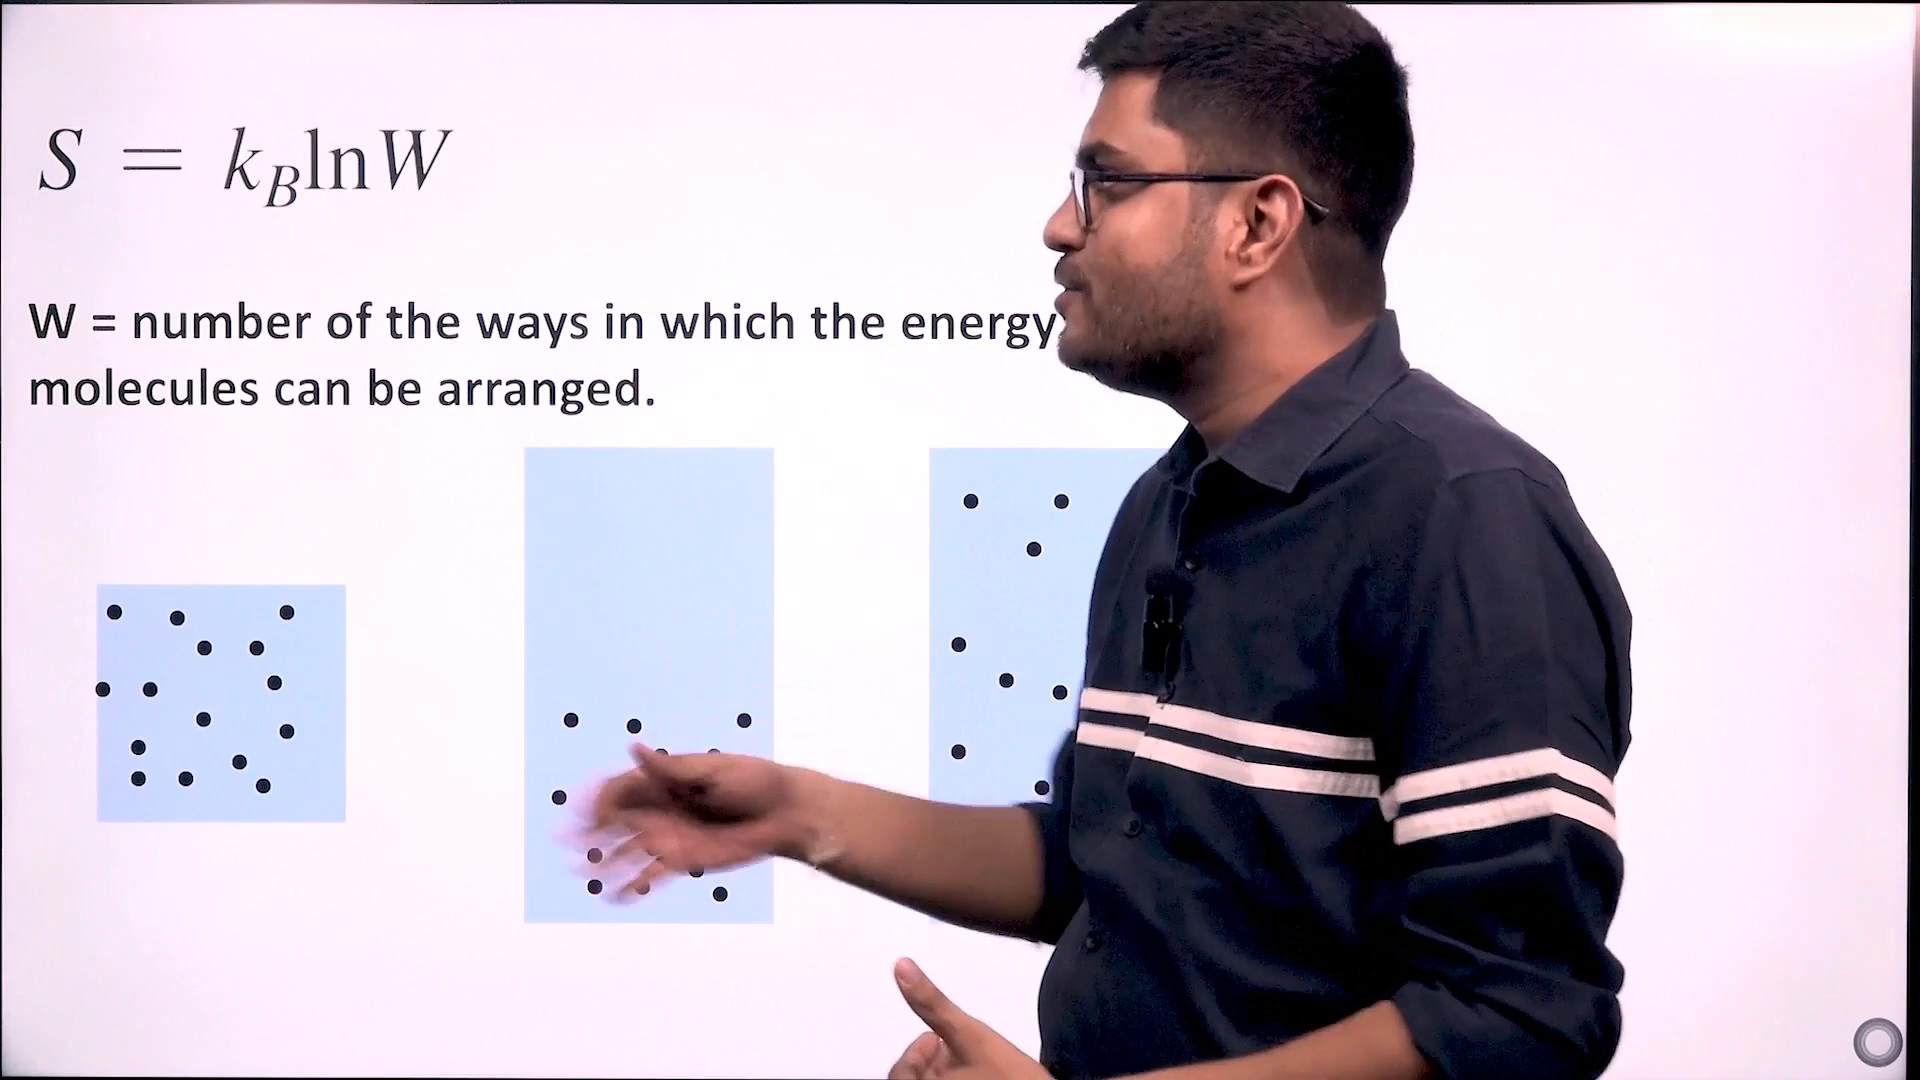 S = k_B ln W
W = number of the ways in which the energy
molecules can be arranged.